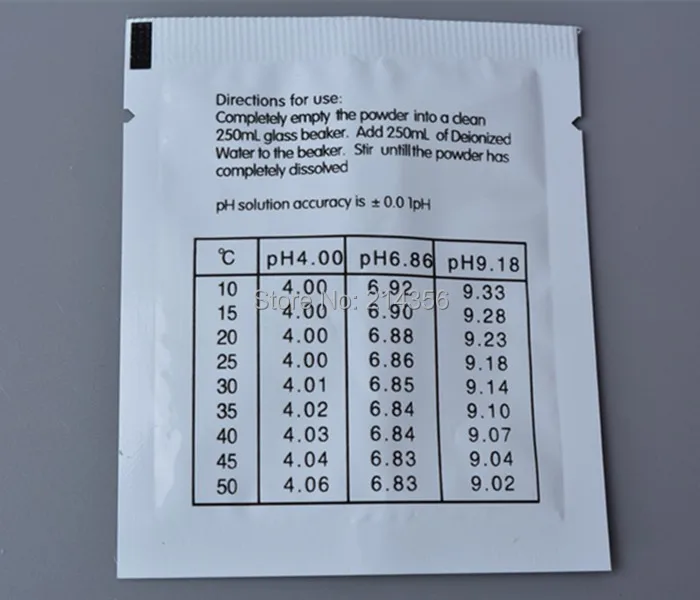 Directions for use:
Completely empty the powder into a clean
250mL glass beaker. Add 250mL of Deionized
Water to the beaker. Stir untill the powder has
completely dissolved
pH solution accuracy is ± 0.01pH
℃ pH4.00 pH6.86 pH9.18
10 4.00 6.92 9.33
Store No: 214356
15 4.00 6.90 9.28
20 4.00 6.88 9.23
25 4.00 6.86 9.18
30 4.01 6.85 9.14
35 4.02 6.84 9.10
40 4.03 6.84 9.07
45 4.04 6.83 9.04
50 4.06 6.83 9.02